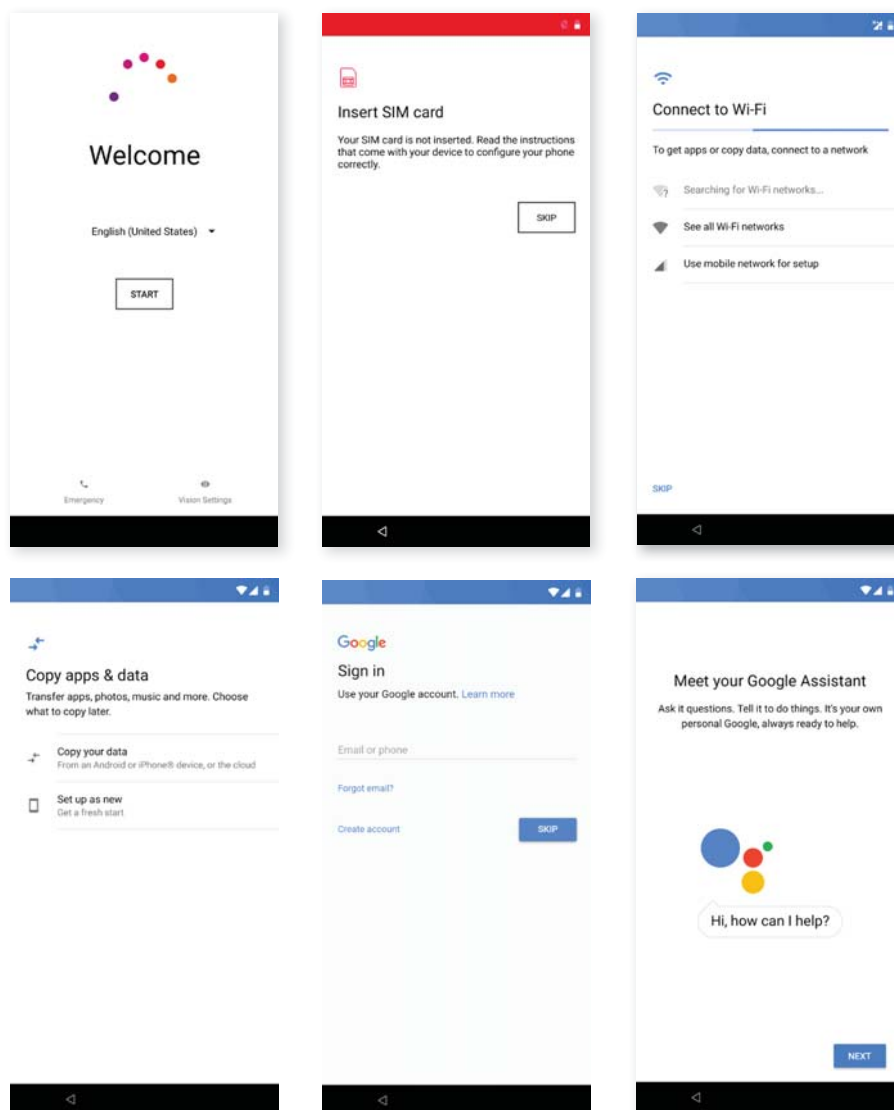 Welcome
English (United States)
START
Emergency
Vision Settings
Insert SIM card
Your SIM card is not inserted. Read the instructions
that come with your device to configure your phone
correctly.
SKIP
Connect to Wi-Fi
To get apps or copy data, connect to a network
Searching for Wi-Fi networks...
See all Wi-Fi networks
Use mobile network for setup
SKIP
Copy apps & data
Transfer apps, photos, music and more. Choose
what to copy later.
Copy your data
From an Android or iPhone® device, or the cloud
Set up as new
Get a fresh start
Google
Sign in
Use your Google account. Learn more
Email or phone
Forgot email?
Create account
SKIP
Meet your Google Assistant
Ask it questions. Tell it to do things. It's your own
personal Google, always ready to help.
Hi, how can I help?
NEXT